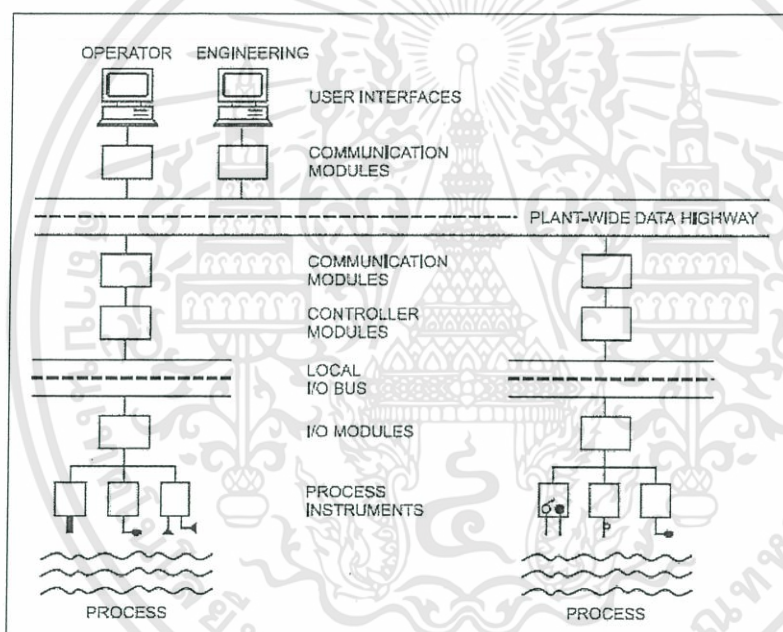 OPERATOR ENGINEERING
USER INTERFACES
COMMUNICATION
MODULES
PLANT-WIDE DATA HIGHWAY
COMMUNICATION
MODULES
CONTROLLER
MODULES
LOCAL
I/O BUS
I/O MODULES
PROCESS
INSTRUMENTS
PROCESS
PROCESS